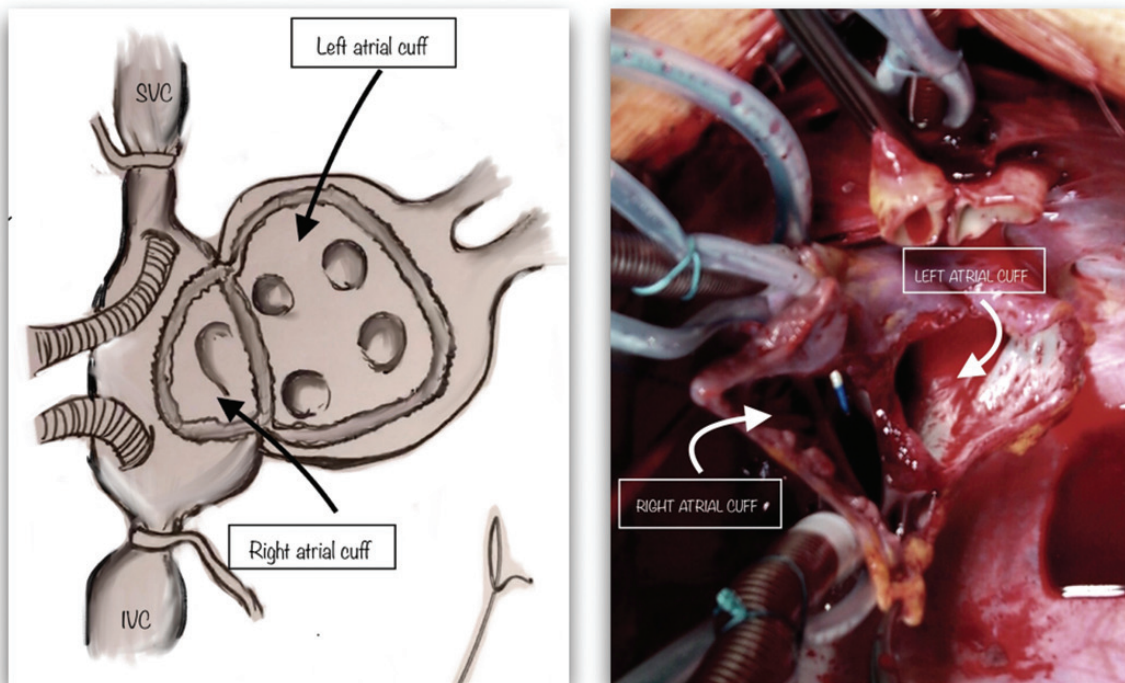 Left atrial cuff
SVC
Right atrial cuff
IVC
LEFT ATRIAL CUFF
RIGHT ATRIAL CUFF